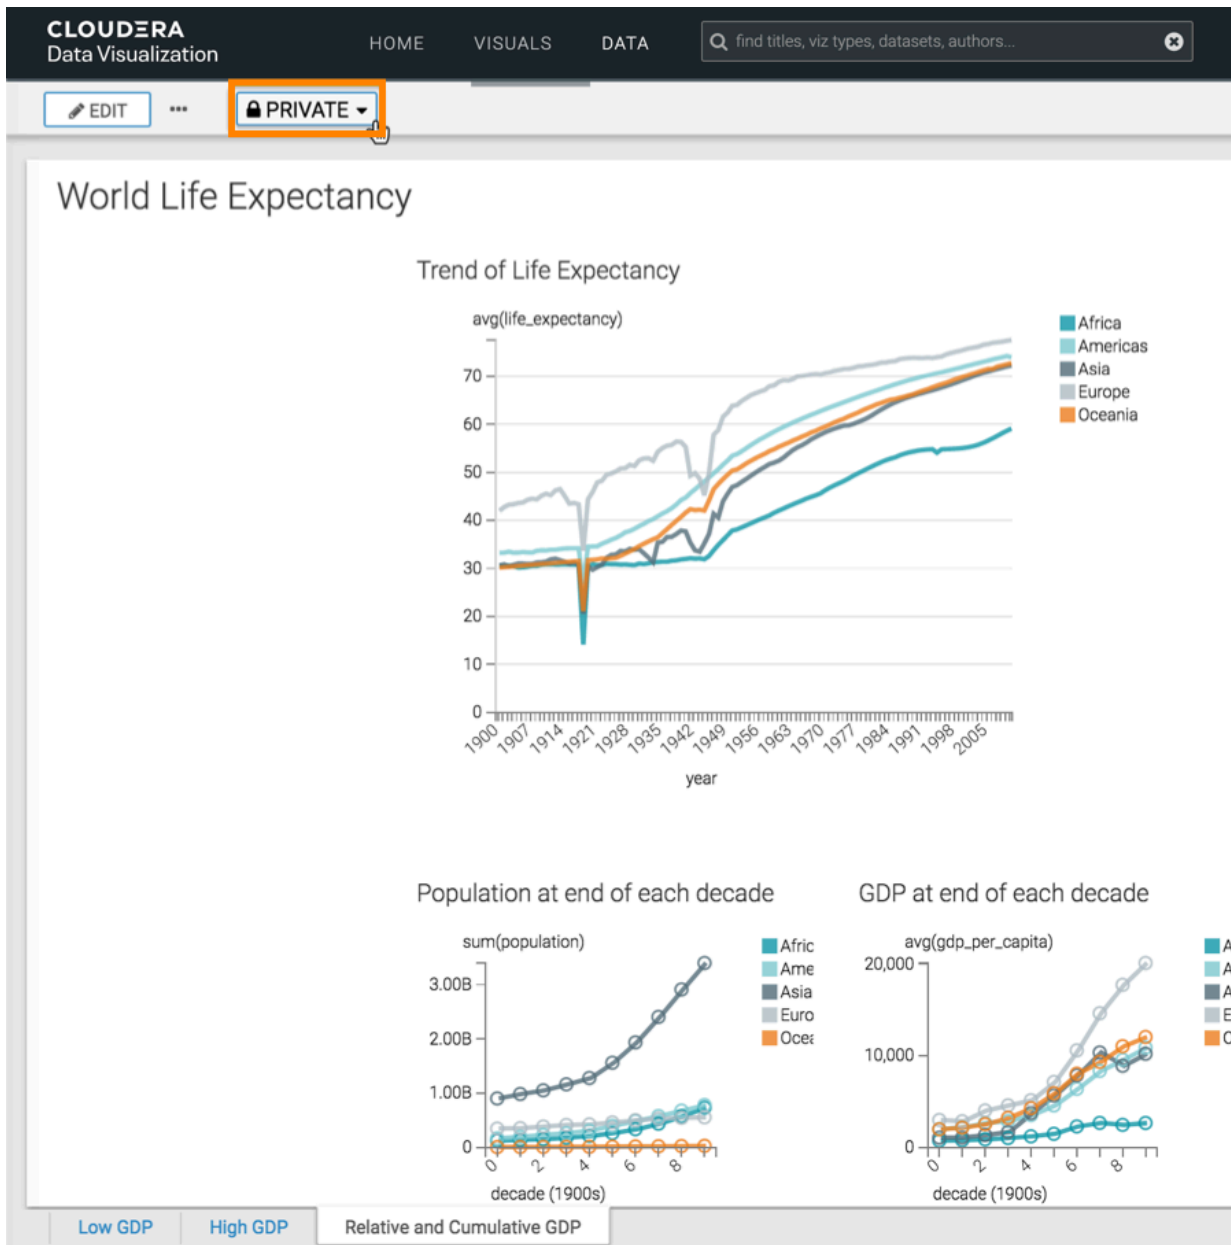 CLOUDERA
Data Visualization
HOME VISUALS DATA find titles, viz types, datasets, authors...
EDIT ... PRIVATE
World Life Expectancy
Trend of Life Expectancy
avg(life_expectancy)
Africa
Americas
Asia
Europe
Oceania
70
60
50
40
30
20
10
0
1900 1907 1914 1921 1928 1935 1942 1949 1956 1963 1970 1977 1984 1991 1998 2005
year
Population at end of each decade
sum(population)
Afric
Ame
Asia
Euro
Ocea
3.00B
2.00B
1.00B
0
0 2 4 6 8
decade (1900s)
GDP at end of each decade
avg(gdp_per_capita)
A
A
A
E
O
20,000
10,000
0
0 2 4 6 8
decade (1900s)
Low GDP High GDP Relative and Cumulative GDP